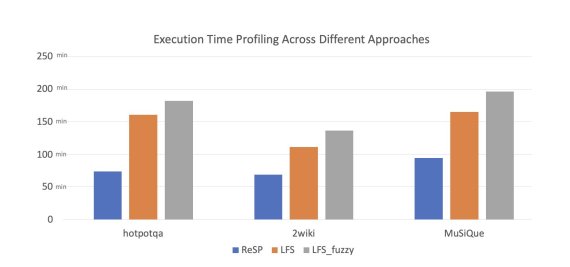 Execution Time Profiling Across Different Approaches
250 min
200 min
150 min
100 min
50 min
0
hotpotqa 2wiki MuSiQue
ReSP LFS LFS_fuzzy